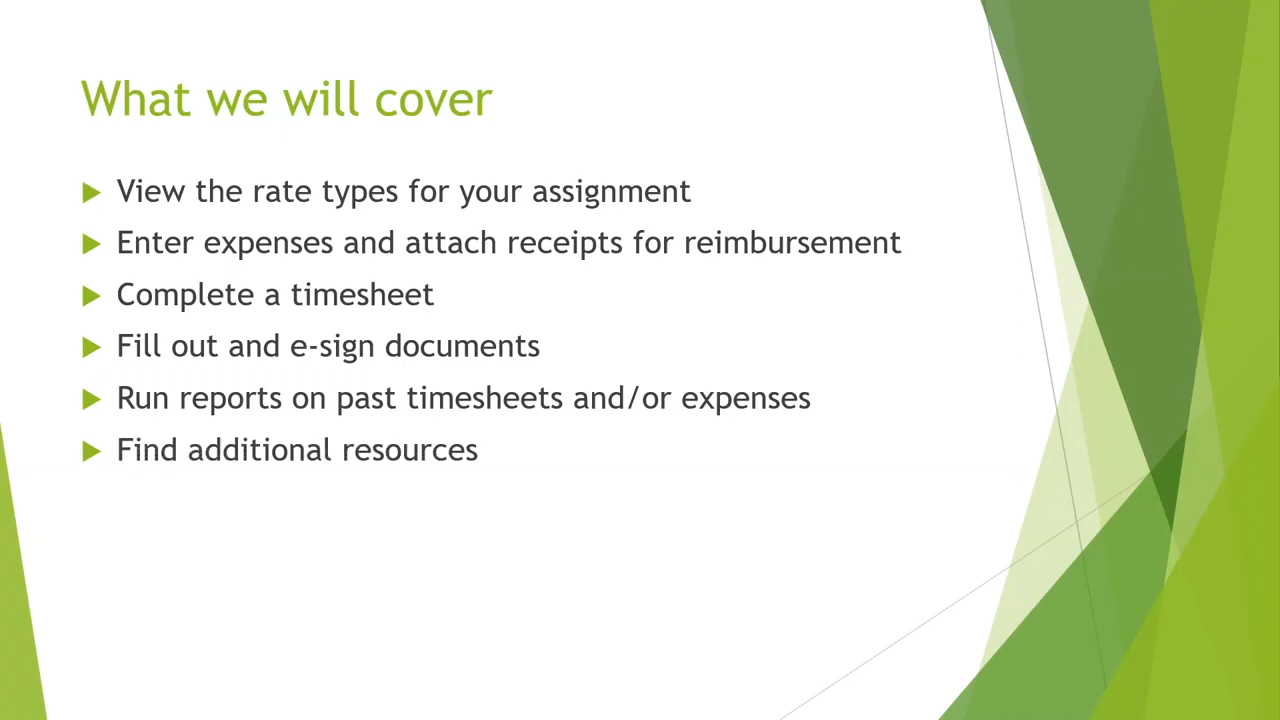 What we will cover
View the rate types for your assignment
Enter expenses and attach receipts for reimbursement
Complete a timesheet
Fill out and e-sign documents
Run reports on past timesheets and/or expenses
Find additional resources